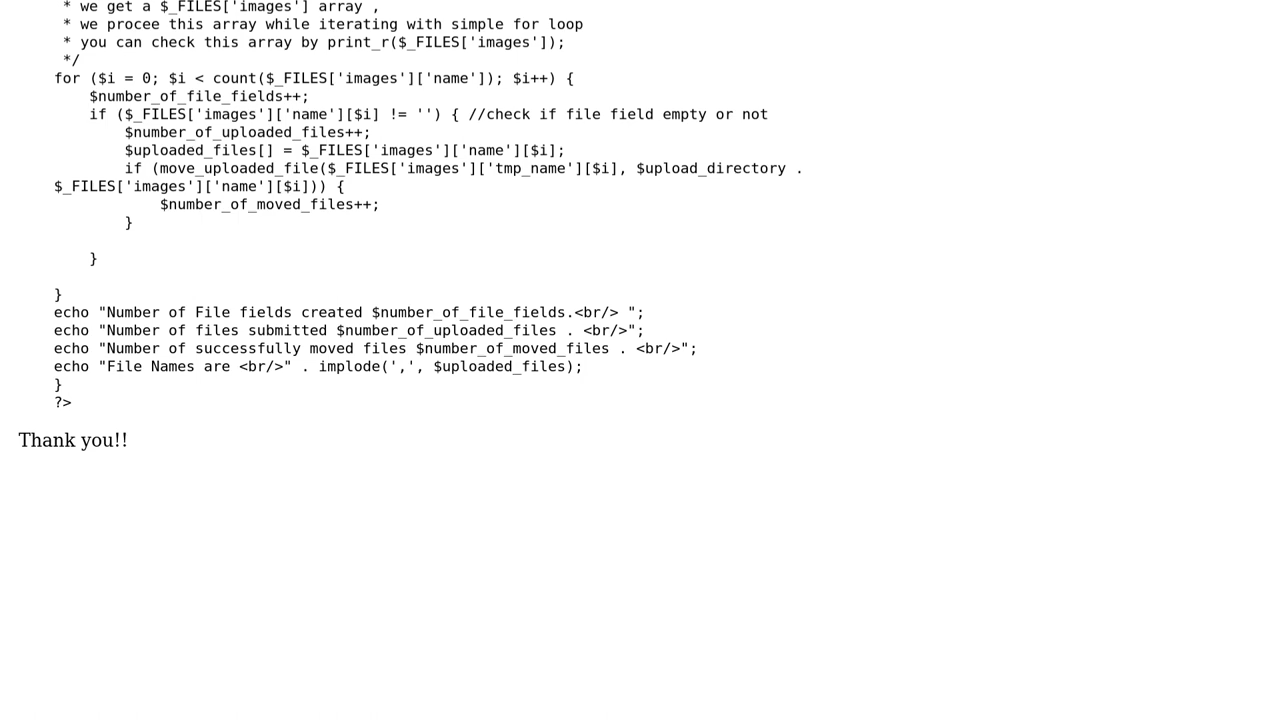 * we get a $_FILES['images'] array ,
 * we procee this array while iterating with simple for loop
 * you can check this array by print_r($_FILES['images']);
 */
for ($i = 0; $i < count($_FILES['images']['name']); $i++) {
    $number_of_file_fields++;
    if ($_FILES['images']['name'][$i] != '') { //check if file field empty or not
        $number_of_uploaded_files++;
        $uploaded_files[] = $_FILES['images']['name'][$i];
        if (move_uploaded_file($_FILES['images']['tmp_name'][$i], $upload_directory .
$_FILES['images']['name'][$i])) {
            $number_of_moved_files++;
        }
    }
}
echo "Number of File fields created $number_of_file_fields.<br/> ";
echo "Number of files submitted $number_of_uploaded_files . <br/>";
echo "Number of successfully moved files $number_of_moved_files . <br/>";
echo "File Names are <br/>" . implode(',', $uploaded_files);
}
?>
Thank you!!